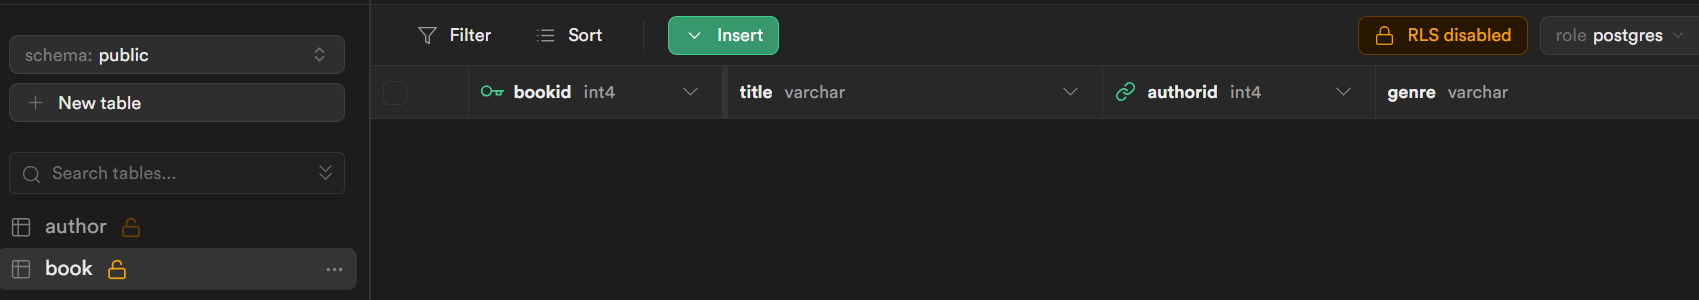 Filter Sort Insert RLS disabled role postgres
schema: public
bookid int4 title varchar authorid int4 genre varchar
New table
Search tables...
author
book